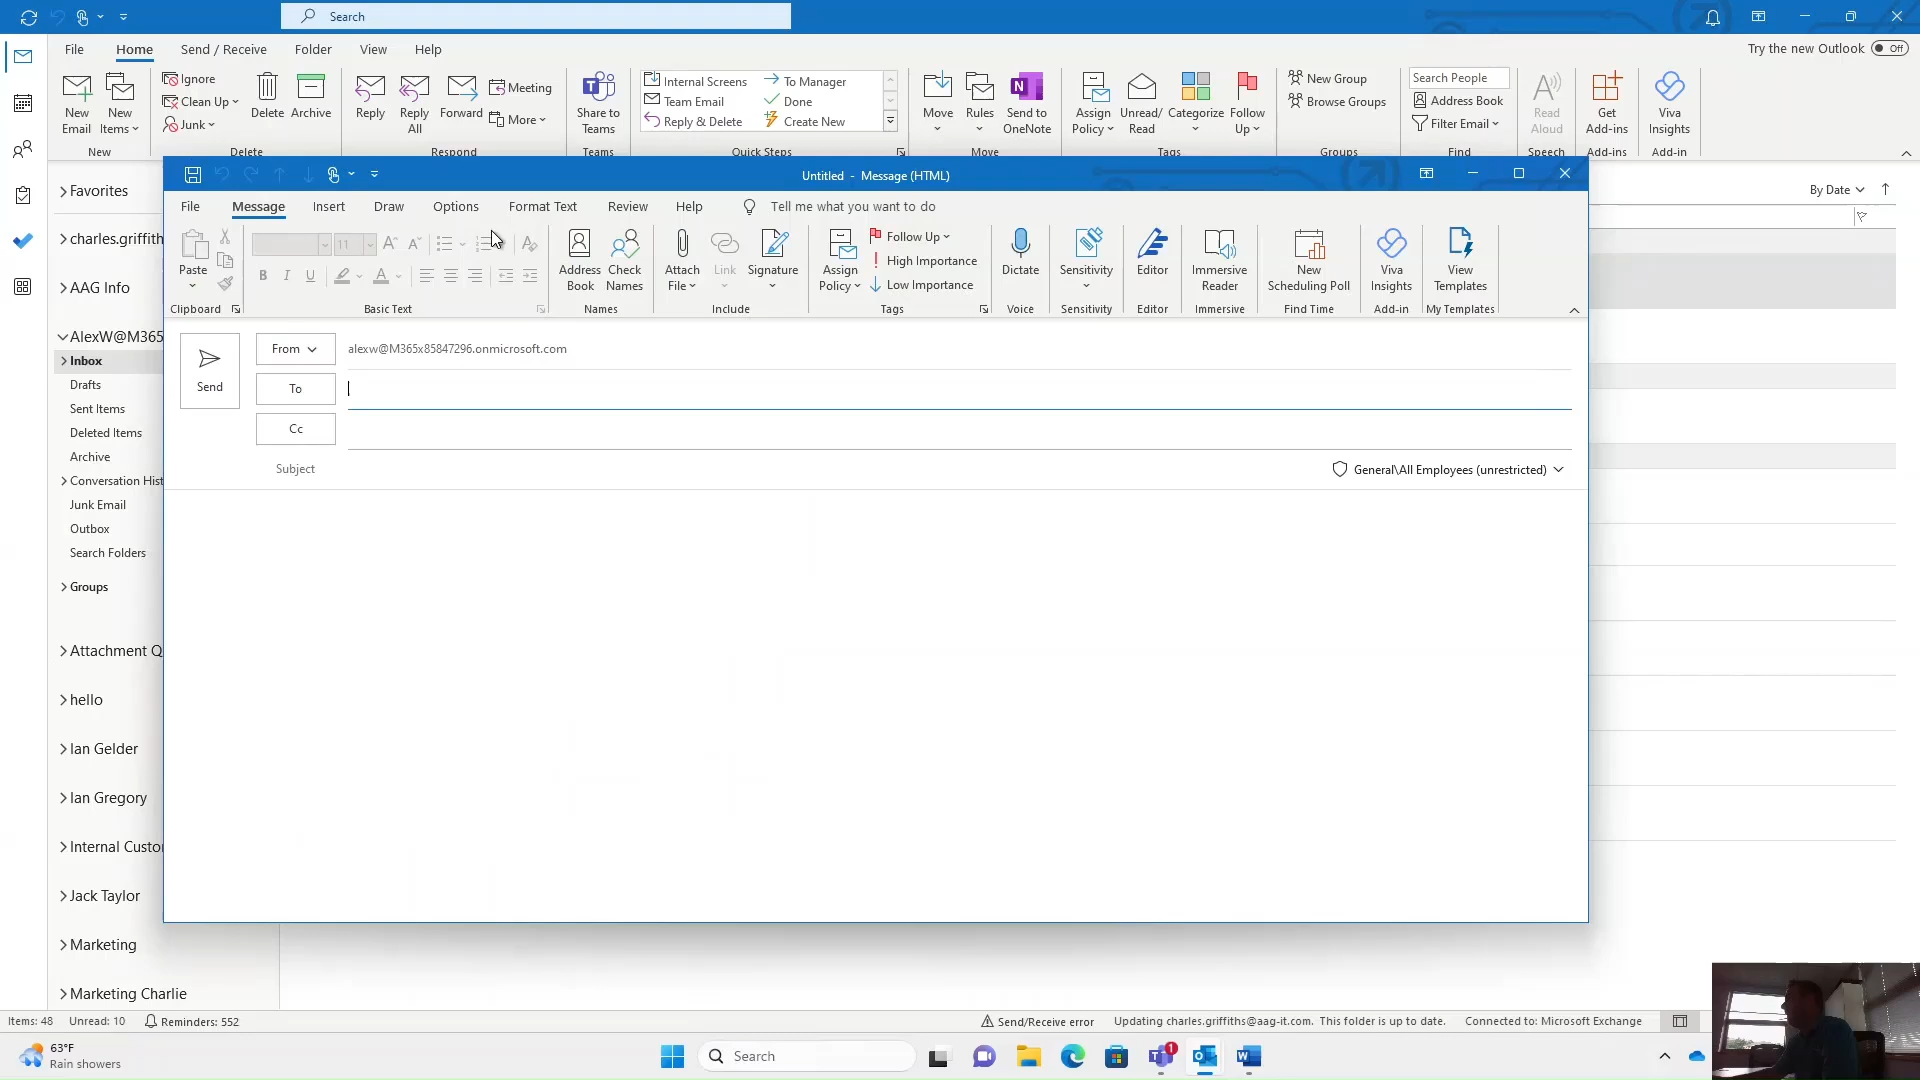 Search
File Home Send / Receive Folder View Help
Try the new Outlook Off
New Email
New Items
New
Ignore
Clean Up
Junk
Delete
Archive
Delete
Reply
Reply All
Forward
Meeting
More
Respond
Share to Teams
Teams
Internal Screens
Team Email
Reply & Delete
To Manager
Done
Create New
Quick Steps
Move
Rules
Send to OneNote
Move
Assign Policy
Unread/ Read
Categorize
Follow Up
Tags
New Group
Browse Groups
Groups
Search People
Address Book
Filter Email
Find
Read Aloud
Speech
Get Add-ins
Add-ins
Viva Insights
Add-in
Favorites
charles.griffith
AAG Info
AlexW@M365
Inbox
Drafts
Sent Items
Deleted Items
Archive
Conversation Hist
Junk Email
Outbox
Search Folders
Groups
Attachment Q
hello
Ian Gelder
Ian Gregory
Internal Custo
Jack Taylor
Marketing
Marketing Charlie
By Date
Untitled - Message (HTML)
File Message Insert Draw Options Format Text Review Help Tell me what you want to do
Paste
Clipboard
11
B I U
Basic Text
Address Book
Check Names
Names
Attach File
Link
Signature
Include
Assign Policy
Follow Up
High Importance
Low Importance
Tags
Dictate
Voice
Sensitivity
Sensitivity
Editor
Editor
Immersive Reader
Immersive
New Scheduling Poll
Find Time
Viva Insights
Add-in
View Templates
My Templates
Send
From alexw@M365x85847296.onmicrosoft.com
To
Cc
Subject
General\All Employees (unrestricted)
Items: 48 Unread: 10 Reminders: 552
Send/Receive error Updating charles.griffiths@aag-it.com. This folder is up to date. Connected to: Microsoft Exchange
63°F
Rain showers
Search
1